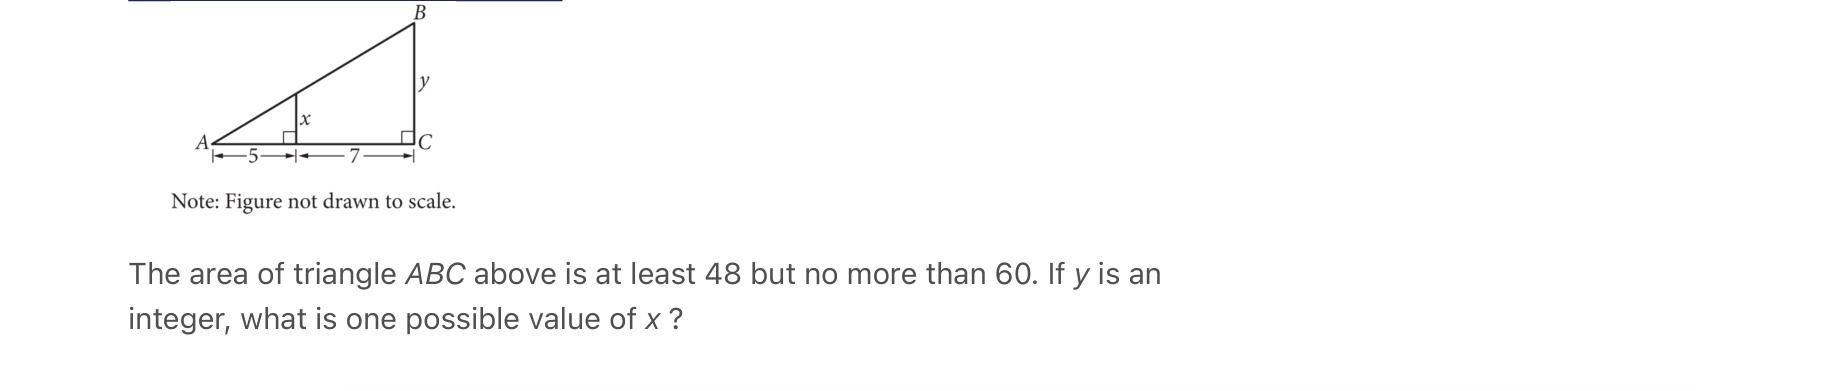 B
y
x
A
C
5
7
Note: Figure not drawn to scale.
The area of triangle ABC above is at least 48 but no more than 60. If y is an
integer, what is one possible value of x ?